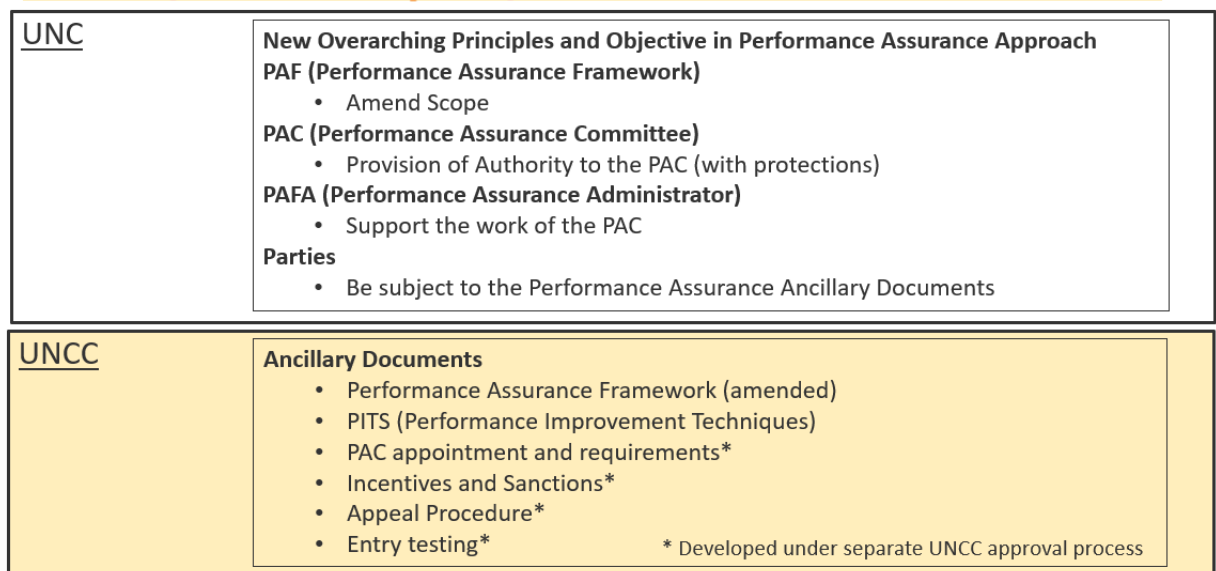 UNC
New Overarching Principles and Objective in Performance Assurance Approach
PAF (Performance Assurance Framework)
• Amend Scope
PAC (Performance Assurance Committee)
• Provision of Authority to the PAC (with protections)
PAFA (Performance Assurance Administrator)
• Support the work of the PAC
Parties
• Be subject to the Performance Assurance Ancillary Documents
UNCC
Ancillary Documents
• Performance Assurance Framework (amended)
• PITS (Performance Improvement Techniques)
• PAC appointment and requirements*
• Incentives and Sanctions*
• Appeal Procedure*
• Entry testing*
* Developed under separate UNCC approval process